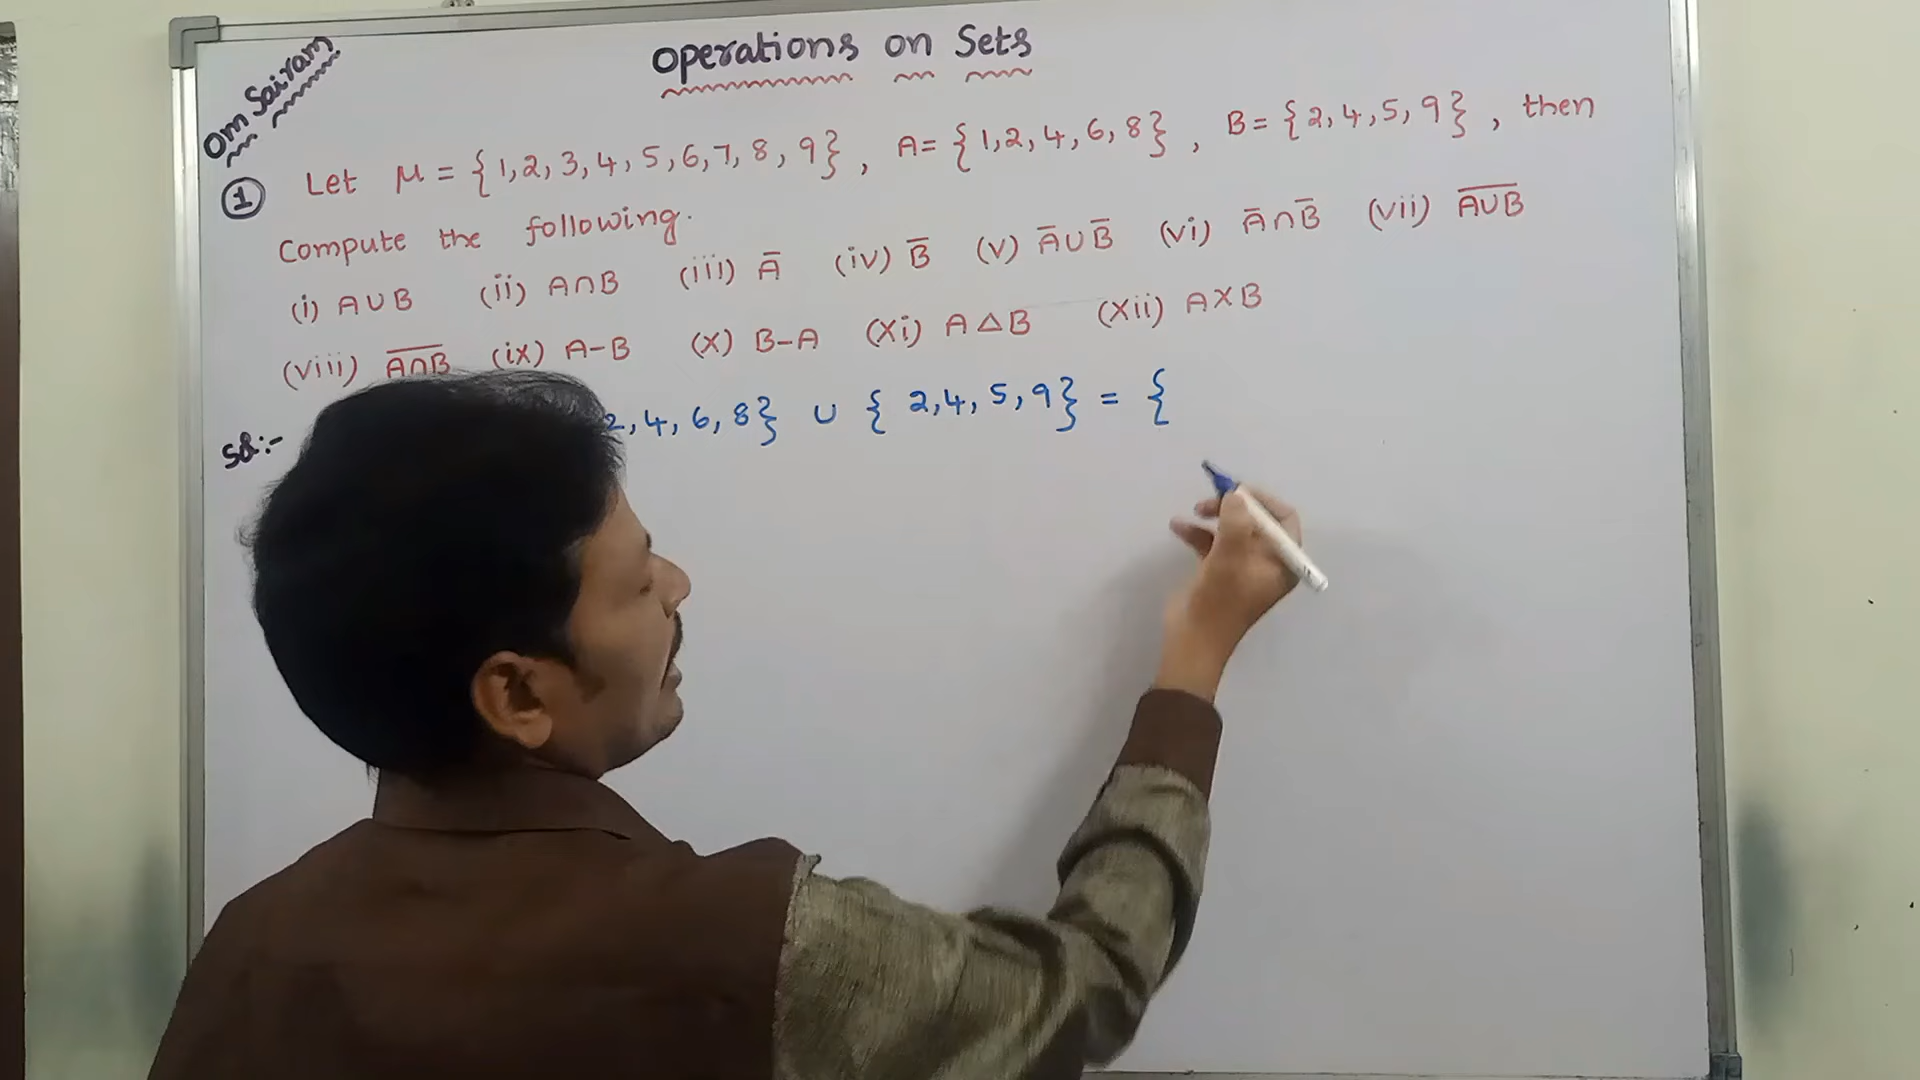 Om Sairam
Operations on Sets
① Let μ = {1,2,3,4,5,6,7,8,9}, A= {1,2,4,6,8}, B= {2,4,5,9}, then
Compute the following.
(i) A∪B (ii) A∩B (iii) A̅ (iv) B̅ (v) A̅∪B̅ (vi) A̅∩B̅ (vii) A̅∪̅B̅
(viii) A̅∩̅B̅ (ix) A-B (x) B-A (xi) A△B (xii) A×B
Sol:- 2,4,6,8} ∪ {2,4,5,9} = {